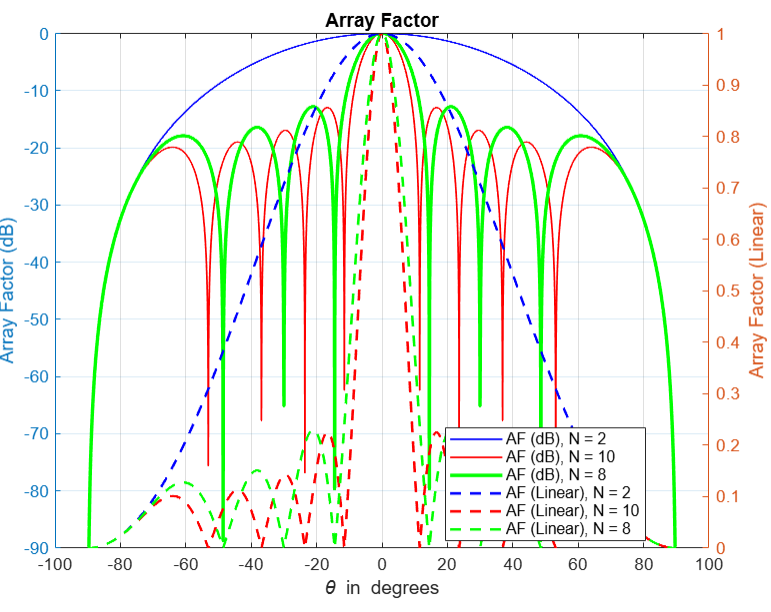 Array Factor
Array Factor (dB)
0
-10
-20
-30
-40
-50
-60
-70
-80
-90
1
0.9
0.8
0.7
0.6
0.5
0.4
0.3
0.2
0.1
0
Array Factor (Linear)
AF (dB), N = 2
AF (dB), N = 10
AF (dB), N = 8
AF (Linear), N = 2
AF (Linear), N = 10
AF (Linear), N = 8
-100 -80 -60 -40 -20 0 20 40 60 80 100
θ in degrees